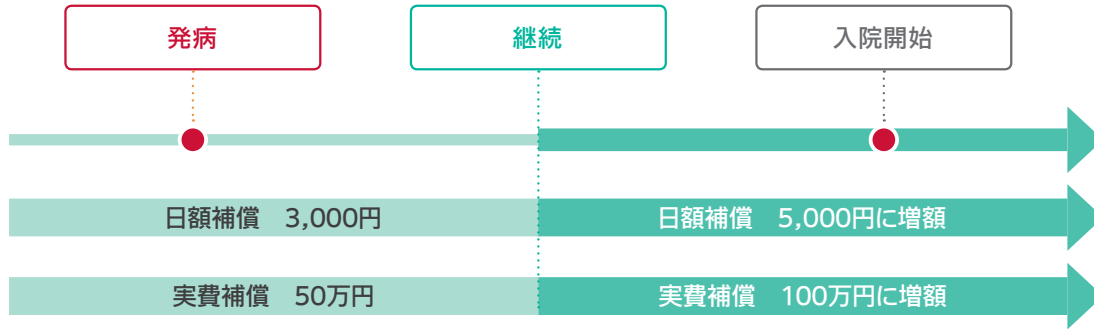 発病 継続 入院開始
日額補償　3,000円 日額補償　5,000円に増額
実費補償　50万円 実費補償　100万円に増額